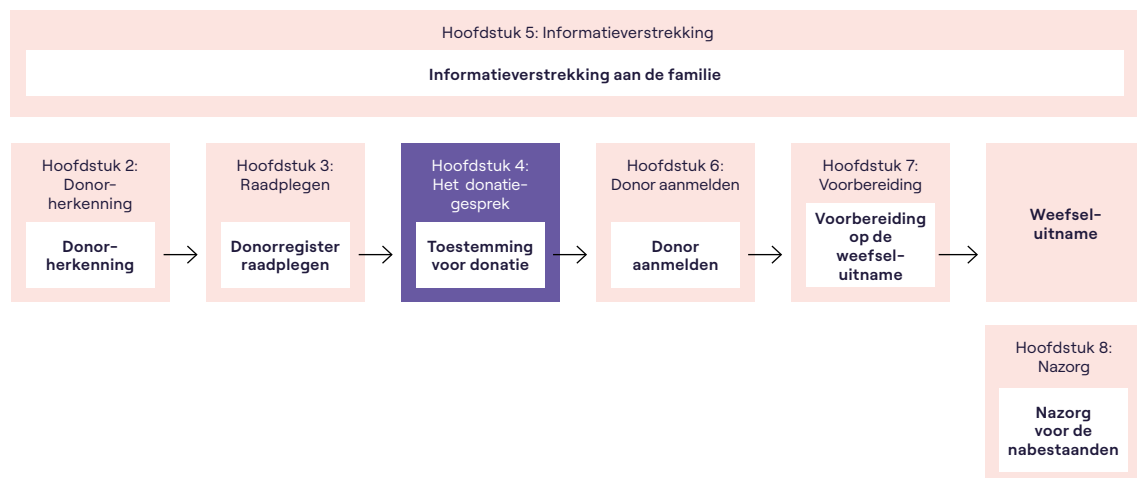 Hoofdstuk 5: Informatieverstrekking
Informatieverstrekking aan de familie
Hoofdstuk 2:
Donor-
herkenning
Donor-
herkenning
Hoofdstuk 3:
Raadplegen
Donorregister
raadplegen
Hoofdstuk 4:
Het donatie-
gesprek
Toestemming
voor donatie
Hoofdstuk 6:
Donor aanmelden
Donor
aanmelden
Hoofdstuk 7:
Voorbereiding
Voorbereiding
op de
weefsel-
uitname
Weefsel-
uitname
Hoofdstuk 8:
Nazorg
Nazorg
voor de
nabestaanden